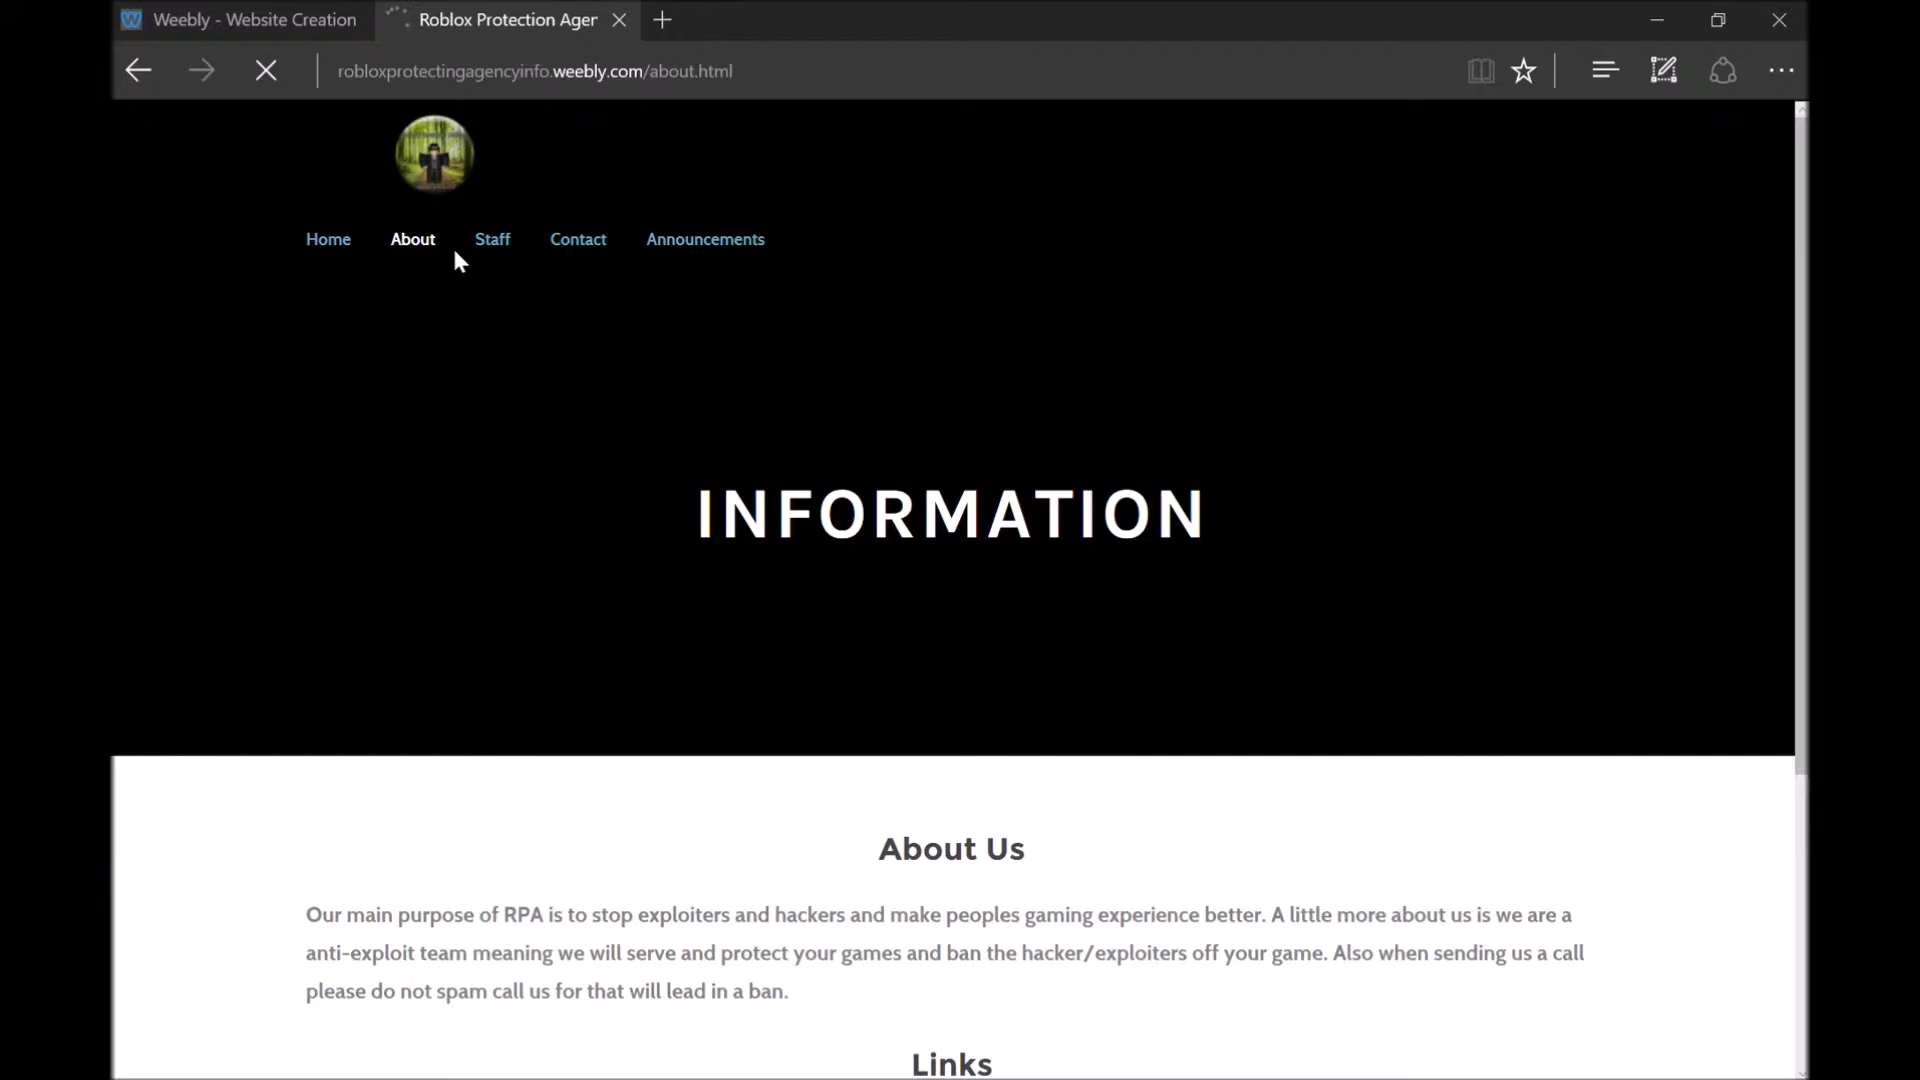 Weebly - Website Creation
Roblox Protection Ager
robloxprotectingagencyinfo.weebly.com/about.html
Home About Staff Contact Announcements
INFORMATION
About Us
Our main purpose of RPA is to stop exploiters and hackers and make peoples gaming experience better. A little more about us is we are a
anti-exploit team meaning we will serve and protect your games and ban the hacker/exploiters off your game. Also when sending us a call
please do not spam call us for that will lead in a ban.
Links